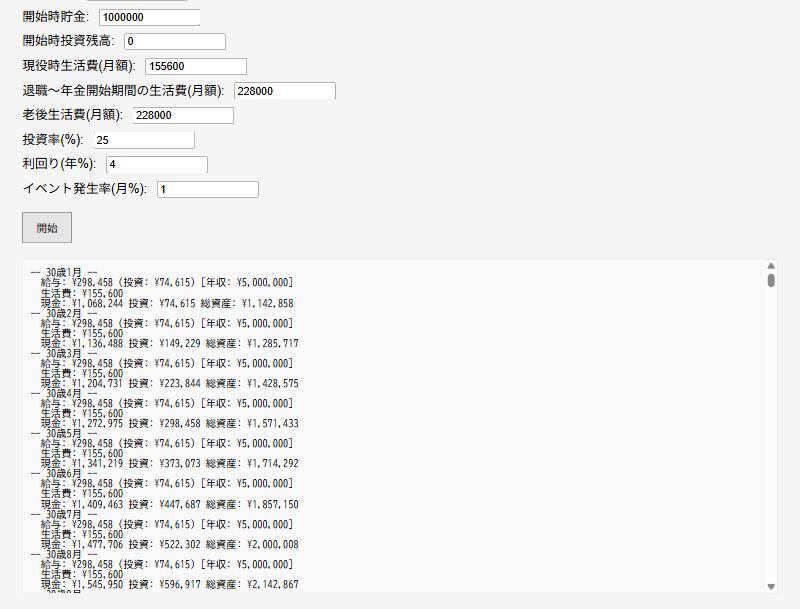 開始時貯金: 1000000
開始時投資残高: 0
現役時生活費(月額): 155600
退職～年金開始期間の生活費(月額): 228000
老後生活費(月額): 228000
投資率(%): 25
利回り(年%): 4
イベント発生率(月%): 1
開始
-- 30歳1月 --
給与: ¥298,458 (投資: ¥74,615) [年収: ¥5,000,000]
生活費: ¥155,600
現金: ¥1,068,244 投資: ¥74,615 総資産: ¥1,142,858
-- 30歳2月 --
給与: ¥298,458 (投資: ¥74,615) [年収: ¥5,000,000]
生活費: ¥155,600
現金: ¥1,136,488 投資: ¥149,229 総資産: ¥1,285,717
-- 30歳3月 --
給与: ¥298,458 (投資: ¥74,615) [年収: ¥5,000,000]
生活費: ¥155,600
現金: ¥1,204,731 投資: ¥223,844 総資産: ¥1,428,575
-- 30歳4月 --
給与: ¥298,458 (投資: ¥74,615) [年収: ¥5,000,000]
生活費: ¥155,600
現金: ¥1,272,975 投資: ¥298,458 総資産: ¥1,571,433
-- 30歳5月 --
給与: ¥298,458 (投資: ¥74,615) [年収: ¥5,000,000]
生活費: ¥155,600
現金: ¥1,341,219 投資: ¥373,073 総資産: ¥1,714,292
-- 30歳6月 --
給与: ¥298,458 (投資: ¥74,615) [年収: ¥5,000,000]
生活費: ¥155,600
現金: ¥1,409,463 投資: ¥447,687 総資産: ¥1,857,150
-- 30歳7月 --
給与: ¥298,458 (投資: ¥74,615) [年収: ¥5,000,000]
生活費: ¥155,600
現金: ¥1,477,706 投資: ¥522,302 総資産: ¥2,000,008
-- 30歳8月 --
給与: ¥298,458 (投資: ¥74,615) [年収: ¥5,000,000]
生活費: ¥155,600
現金: ¥1,545,950 投資: ¥596,917 総資産: ¥2,142,867